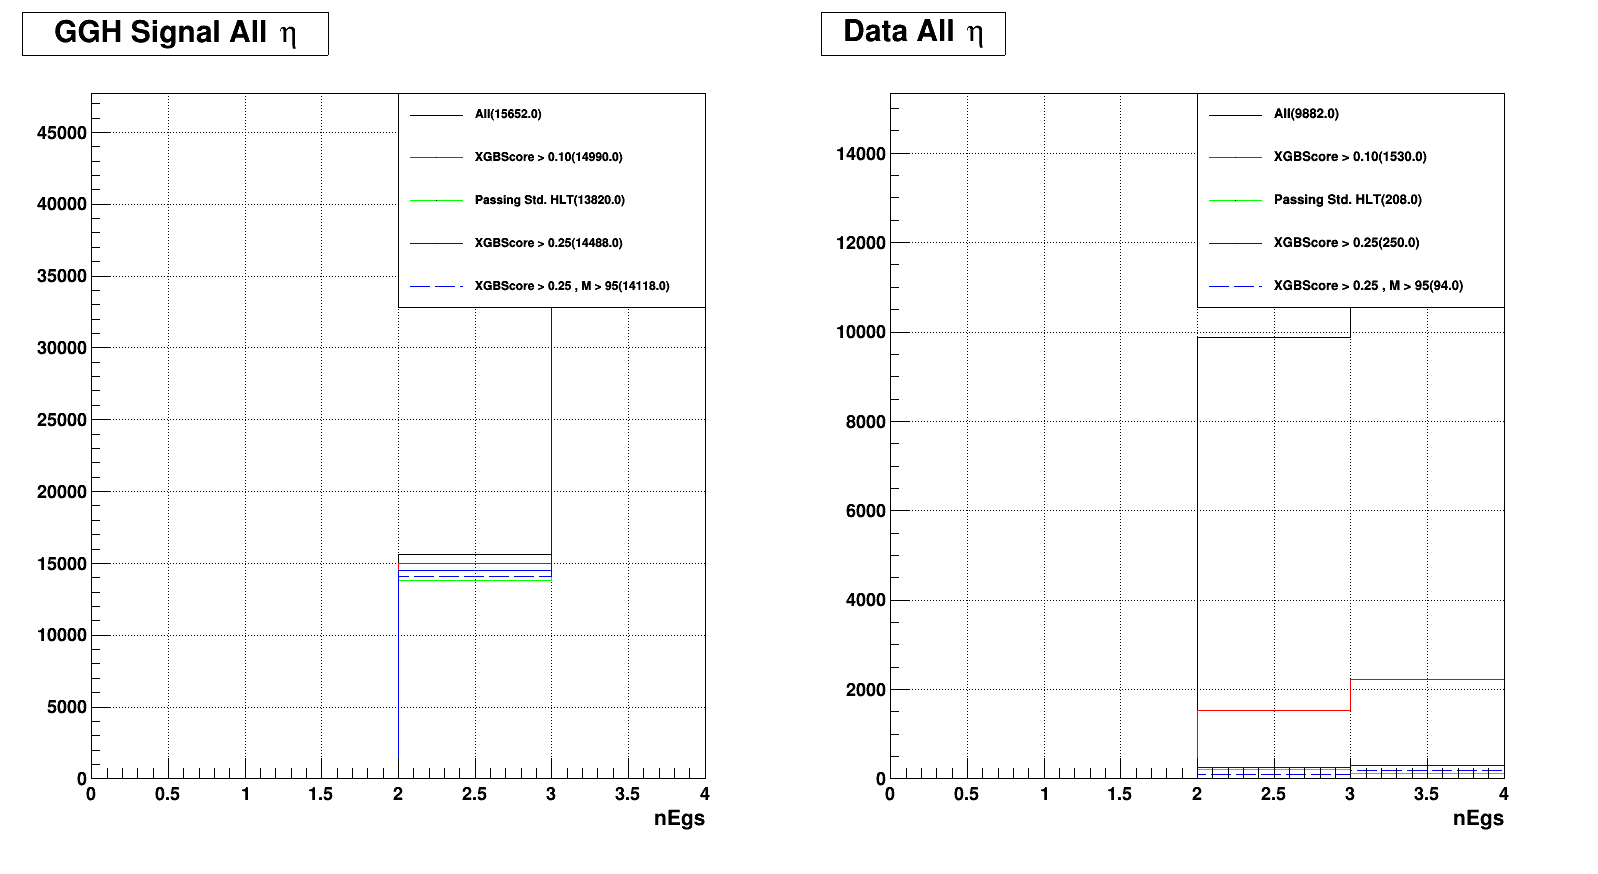 GGH Signal All η
45000
40000
35000
30000
25000
20000
15000
10000
5000
0
All(15652.0)
XGBScore > 0.10(14990.0)
Passing Std. HLT(13820.0)
XGBScore > 0.25(14488.0)
XGBScore > 0.25 , M > 95(14118.0)
0 0.5 1 1.5 2 2.5 3 3.5 4
nEgs
Data All η
14000
12000
10000
8000
6000
4000
2000
0
All(9882.0)
XGBScore > 0.10(1530.0)
Passing Std. HLT(208.0)
XGBScore > 0.25(250.0)
XGBScore > 0.25 , M > 95(94.0)
0 0.5 1 1.5 2 2.5 3 3.5 4
nEgs